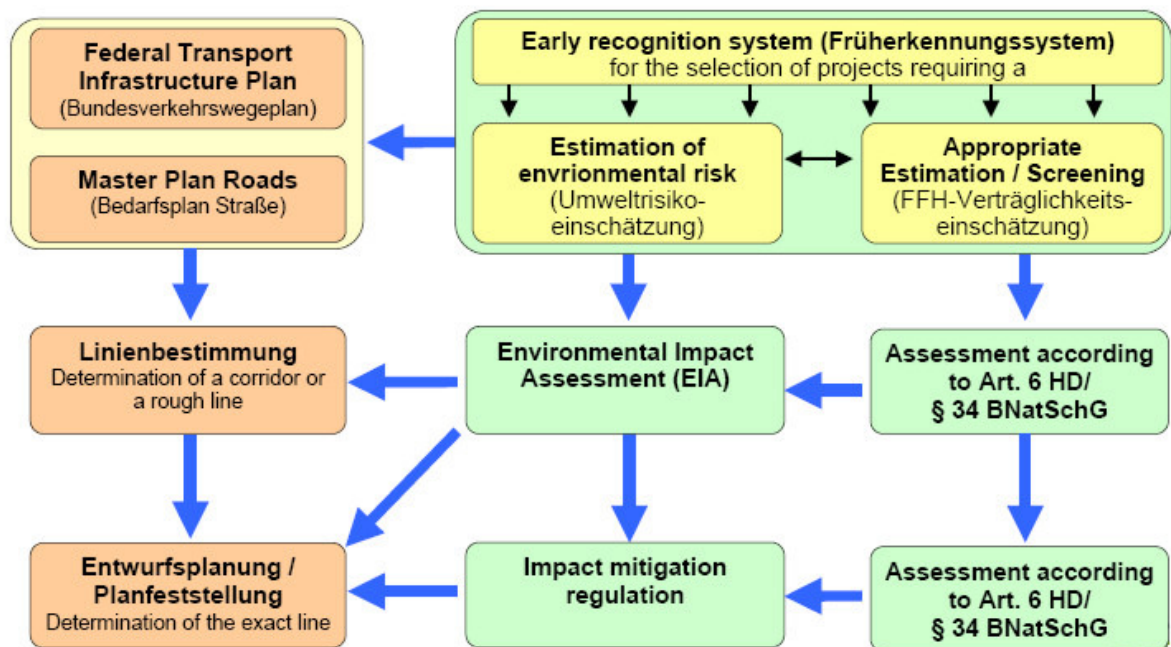 Federal Transport
Infrastructure Plan
(Bundesverkehrswegeplan)
Master Plan Roads
(Bedarfsplan Straße)
Early recognition system (Früherkennungssystem)
for the selection of projects requiring a
Estimation of
envrionmental risk
(Umweltrisiko-
einschätzung)
Appropriate
Estimation / Screening
(FFH-Verträglichkeits-
einschätzung)
Linienbestimmung
Determination of a corridor or
a rough line
Environmental Impact
Assessment (EIA)
Assessment according
to Art. 6 HD/
§ 34 BNatSchG
Entwurfsplanung /
Planfeststellung
Determination of the exact line
Impact mitigation
regulation
Assessment according
to Art. 6 HD/
§ 34 BNatSchG